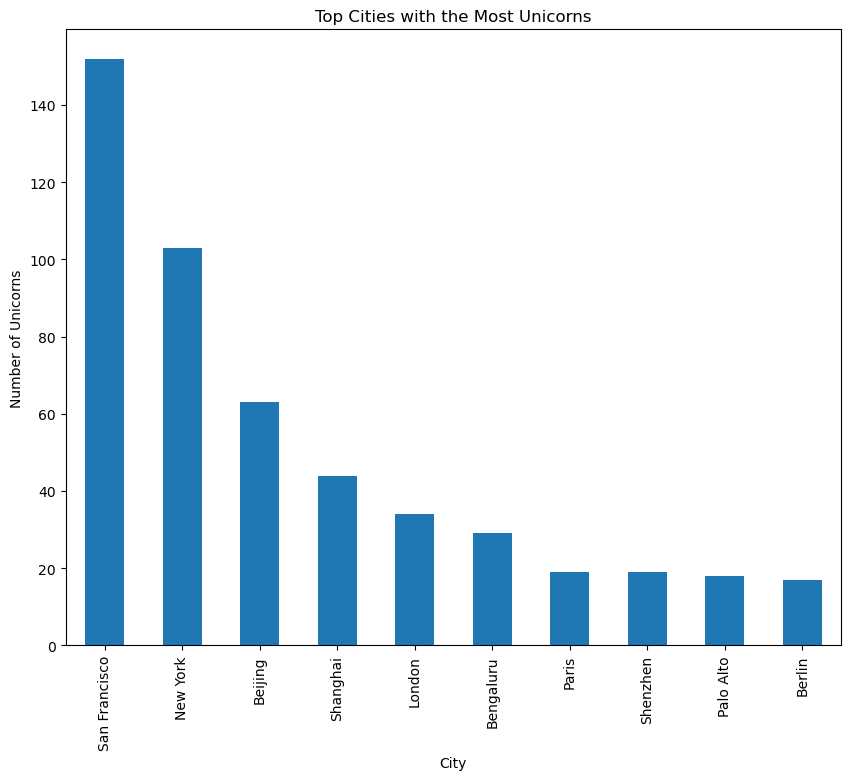 Top Cities with the Most Unicorns
Number of Unicorns
140
120
100
80
60
40
20
0
San Francisco
New York
Beijing
Shanghai
London
Bengaluru
Paris
Shenzhen
Palo Alto
Berlin
City